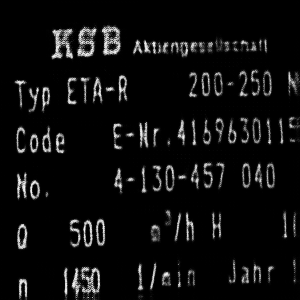 KSB Aktiengesellschaft
Typ ETA-R 200-250
Code E-Nr.4169630115
No. 4-130-457 040
Q 500 m³/h H
n 1450 1/min Jahr